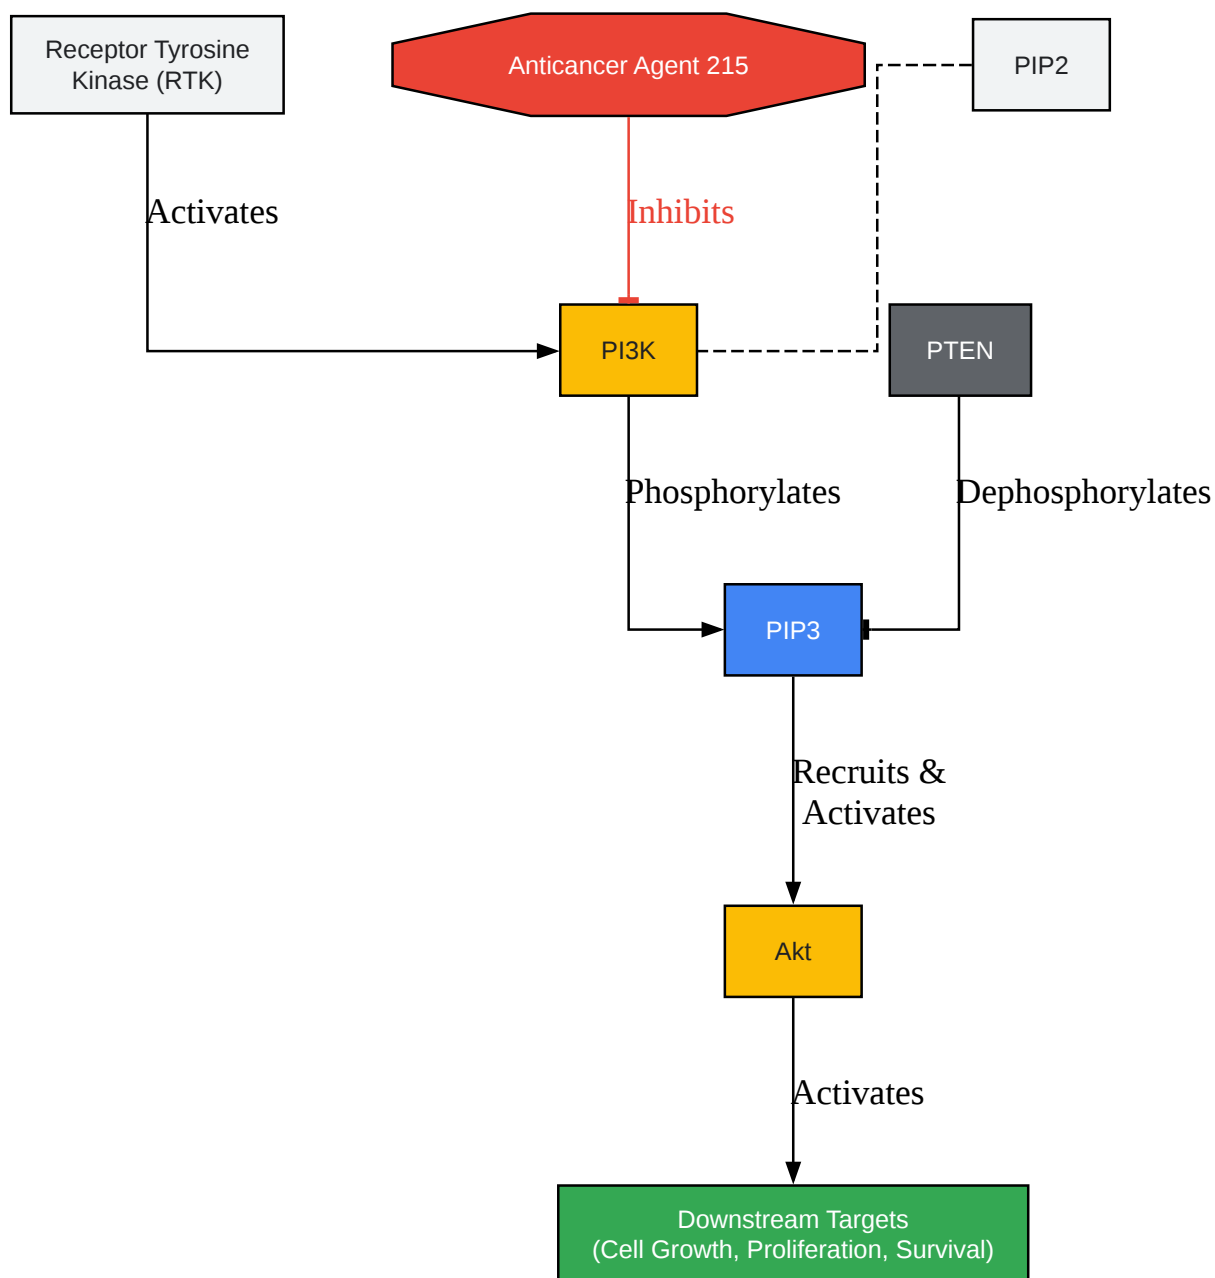 Receptor Tyrosine
Kinase (RTK)
Anticancer Agent 215
PIP2
Activates
Inhibits
PI3K
PTEN
Phosphorylates
Dephosphorylates
PIP3
Recruits &
Activates
Akt
Activates
Downstream Targets
(Cell Growth, Proliferation, Survival)